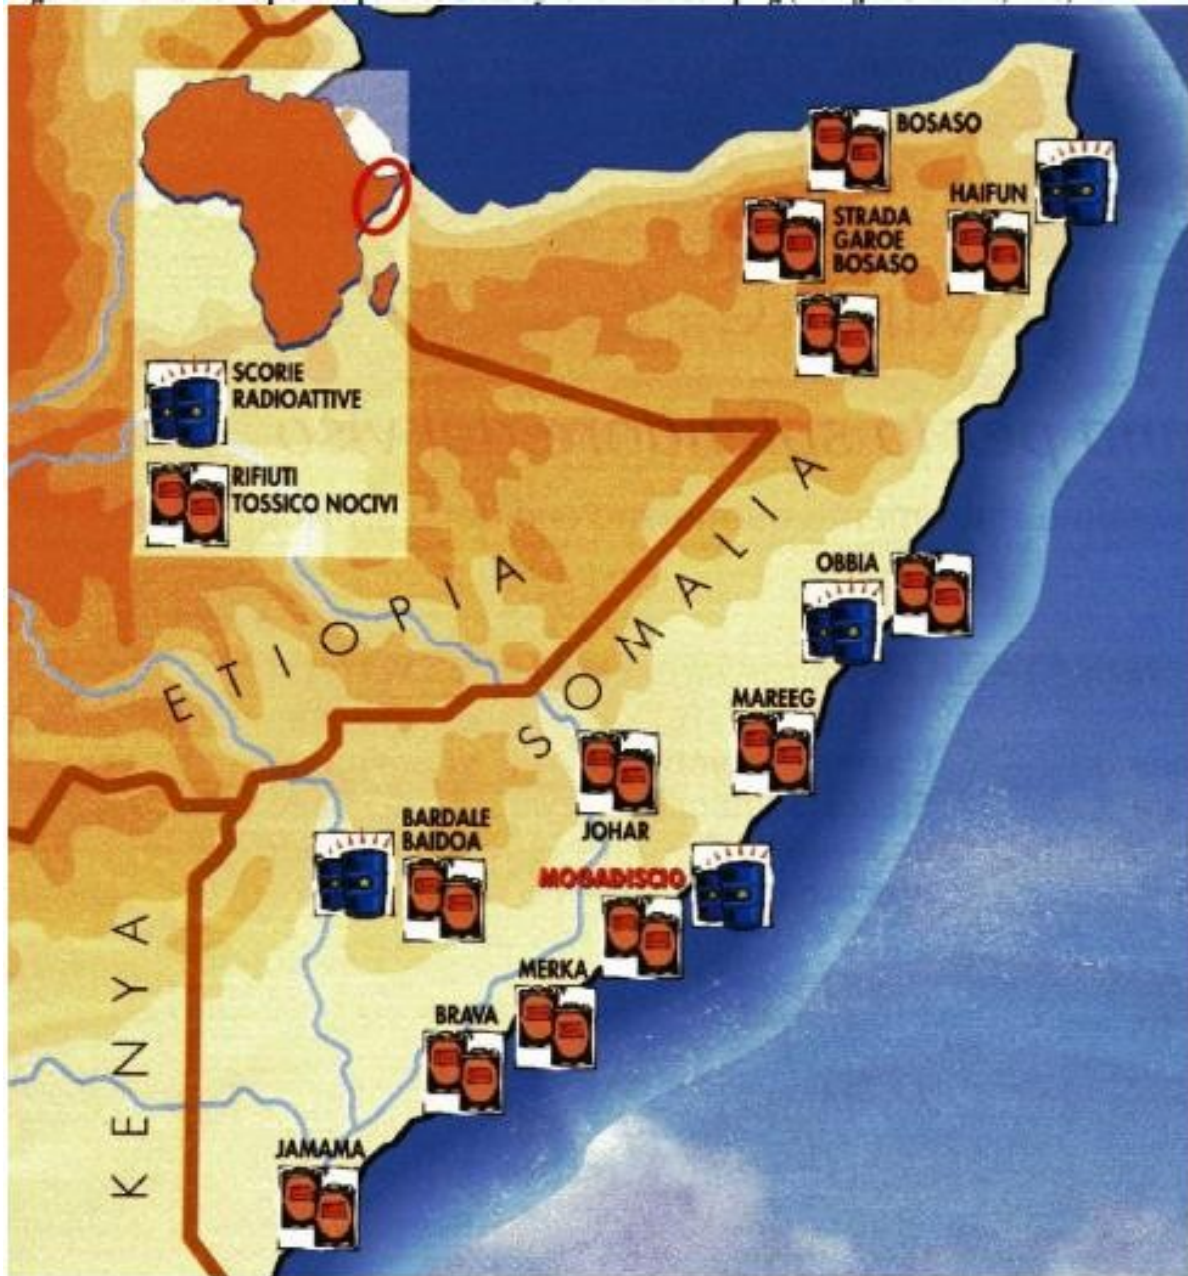 BOSASO
HAIFUN
STRADA
GAROE
BOSASO
SCORIE
RADIOATTIVE
RIFIUTI
TOSSICO NOCIVI
ETIOPIA
SOMALIA
OBBIA
MAREEG
JOHAR
BARDALE
BAIDOA
MOGADISCIO
MERKA
BRAVA
KENYA
JAMAMA